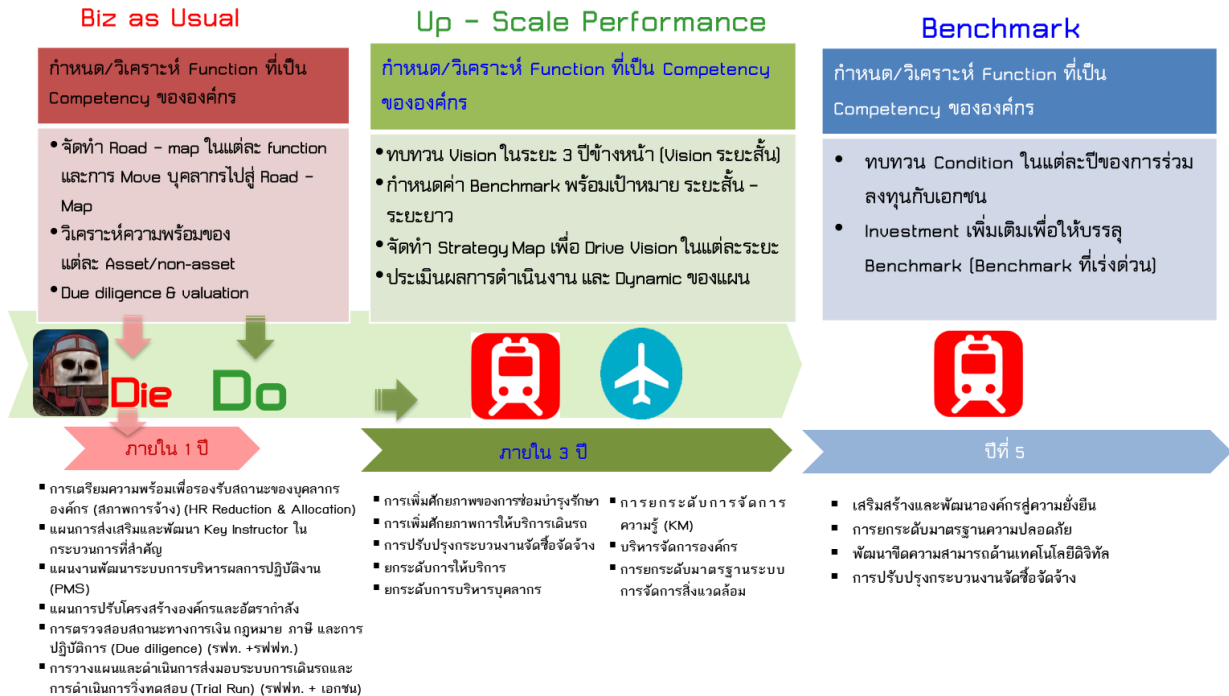 Biz as Usual
กำหนด/วิเคราะห์ Function ที่เป็น
Competency ขององค์กร
• จัดทำ Road - map ในแต่ละ function
และการ Move บุคลากรไปสู่ Road -
Map
• วิเคราะห์ความพร้อมของ
แต่ละ Asset/non-asset
• Due diligence & valuation
Up - Scale Performance
กำหนด/วิเคราะห์ Function ที่เป็น Competency
ขององค์กร
• ทบทวน Vision ในระยะ 3 ปีข้างหน้า (Vision ระยะสั้น)
• กำหนดค่า Benchmark พร้อมเป้าหมาย ระยะสั้น -
ระยะยาว
• จัดทำ Strategy Map เพื่อ Drive Vision ในแต่ละระยะ
• ประเมินผลการดำเนินงาน และ Dynamic ของแผน
Benchmark
กำหนด/วิเคราะห์ Function ที่เป็น
Competency ขององค์กร
• ทบทวน Condition ในแต่ละปีของการร่วม
ลงทุนกับเอกชน
• Investment เพิ่มเติมเพื่อให้บรรลุ
Benchmark (Benchmark ที่เร่งด่วน)
Die
Do
ภายใน 1 ปี
▪ การเตรียมความพร้อมเพื่อรองรับสถานะของบุคลากร
องค์กร (สภาพการจ้าง) (HR Reduction & Allocation)
▪ แผนการส่งเสริมและพัฒนา Key Instructor ใน
กระบวนการที่สำคัญ
▪ แผนงานพัฒนาระบบการบริหารผลการปฏิบัติงาน
(PMS)
▪ แผนการปรับโครงสร้างองค์กรและอัตรากำลัง
▪ การตรวจสอบสถานะทางการเงิน กฎหมาย ภาษี และการ
ปฏิบัติการ (Due diligence) (รฟท. +รฟฟท.)
▪ การวางแผนและดำเนินการส่งมอบระบบการเดินรถและ
การดำเนินการวิ่งทดสอบ (Trial Run) (รฟฟท. + เอกชน)
ภายใน 3 ปี
▪ การเพิ่มศักยภาพของการซ่อมบำรุงรักษา
▪ การเพิ่มศักยภาพการให้บริการเดินรถ
▪ การปรับปรุงกระบวนงานจัดซื้อจัดจ้าง
▪ ยกระดับการให้บริการ
▪ ยกระดับการบริหารบุคลากร
▪ การยกระดับการจัดการ
ความรู้ (KM)
▪ บริหารจัดการองค์กร
▪ การยกระดับมาตรฐานระบบ
การจัดการสิ่งแวดล้อม
ปีที่ 5
▪ เสริมสร้างและพัฒนาองค์กรสู่ความยั่งยืน
▪ การยกระดับมาตรฐานความปลอดภัย
▪ พัฒนาขีดความสามารถด้านเทคโนโลยีดิจิทัล
▪ การปรับปรุงกระบวนงานจัดซื้อจัดจ้าง